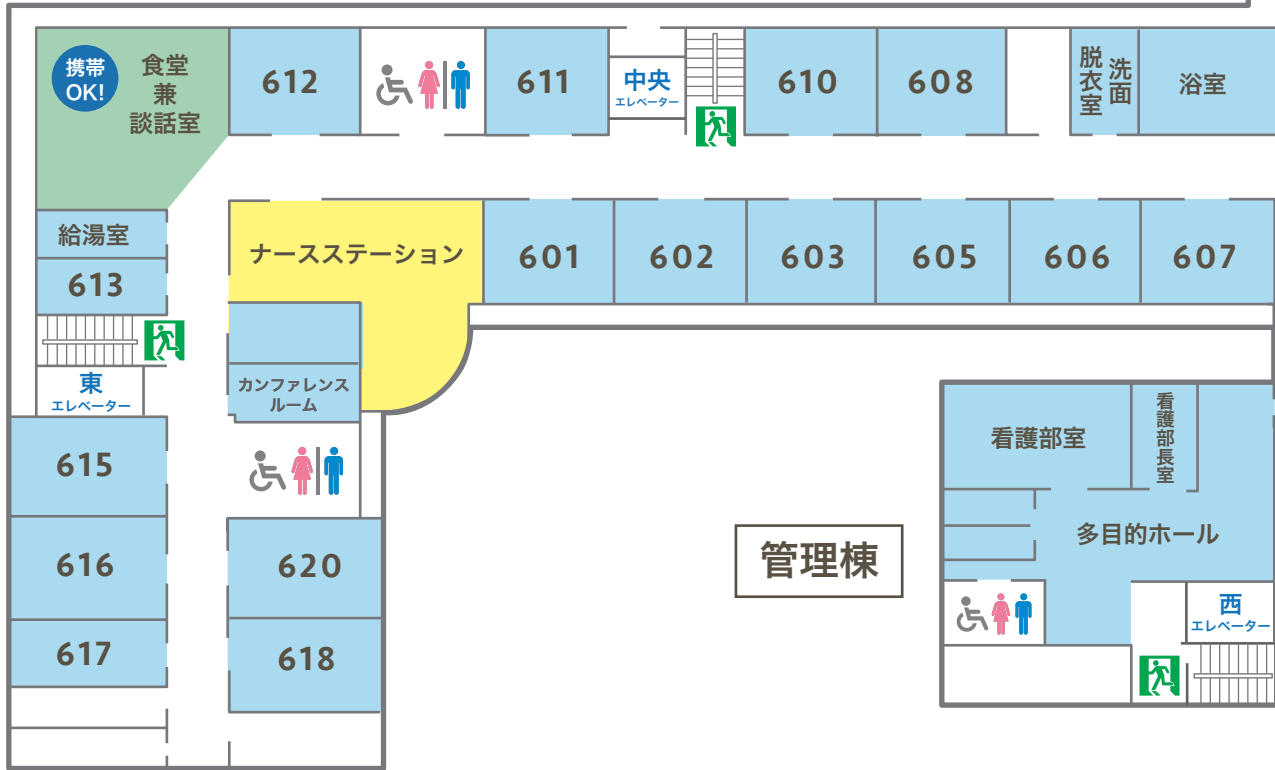 携帯
OK!
食堂
兼
談話室
612
611
中央
エレベーター
610
608
脱衣室
洗面
浴室
給湯室
613
ナースステーション
601
602
603
605
606
607
東
エレベーター
カンファレンス
ルーム
615
616
617
620
618
管理棟
看護部室
看護部長室
多目的ホール
西
エレベーター